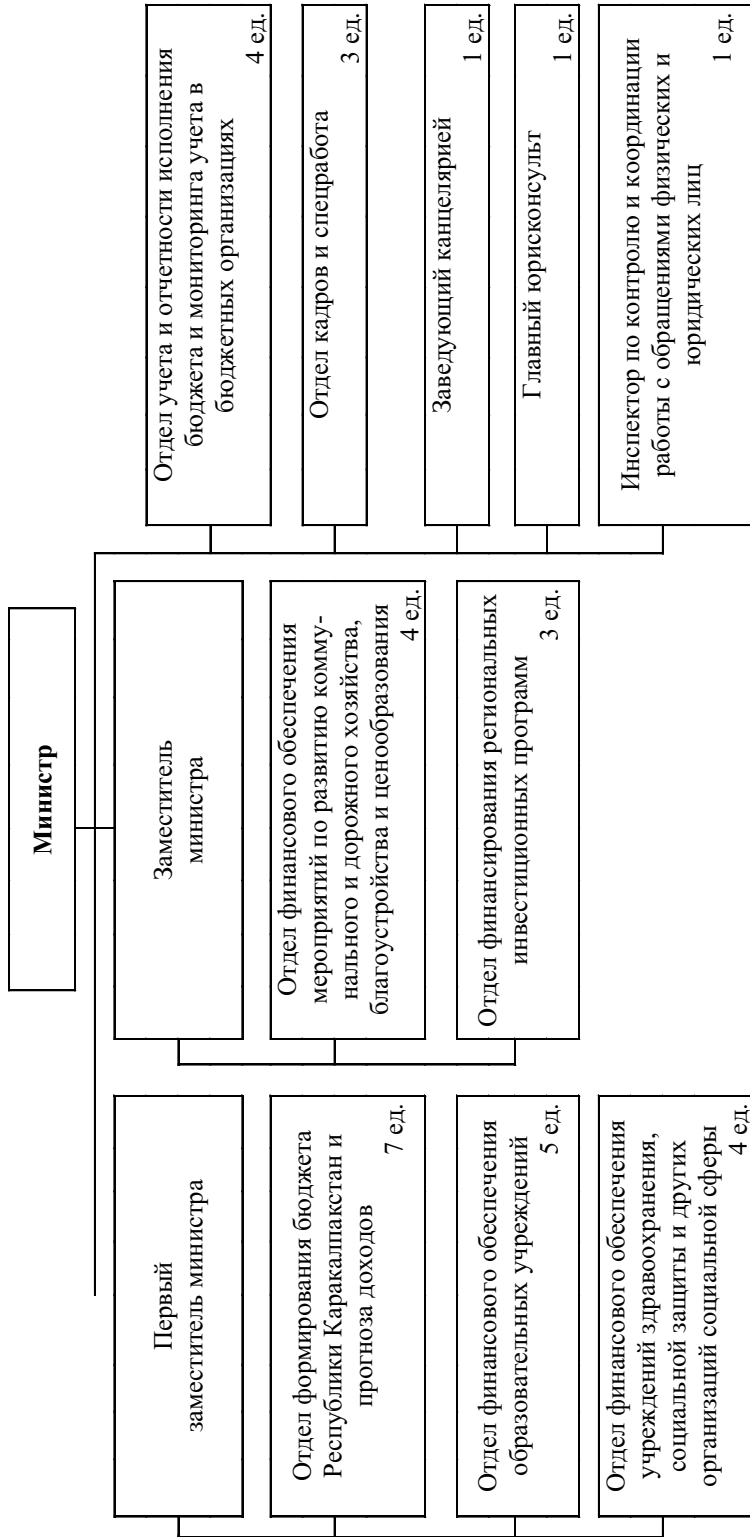 Министр
Первый
заместитель министра
Отдел формирования бюджета
Республики Каракалпакстан и
прогноза доходов
7 ед.
Отдел финансового обеспечения
образовательных учреждений
5 ед.
Отдел финансового обеспечения
учреждений здравоохранения,
социальной защиты и других
организаций социальной сферы
4 ед.
Заместитель
министра
Отдел финансового обеспечения
мероприятий по развитию комму-
нального и дорожного хозяйства,
благоустройства и ценообразования
4 ед.
Отдел финансирования региональных
инвестиционных программ
3 ед.
Отдел учета и отчетности исполнения
бюджета и мониторинга учета в
бюджетных организациях
4 ед.
Отдел кадров и спецработа
3 ед.
Заведующий канцелярией
1 ед.
Главный юрисконсульт
1 ед.
Инспектор по контролю и координации
работы с обращениями физических и
юридических лиц
1 ед.